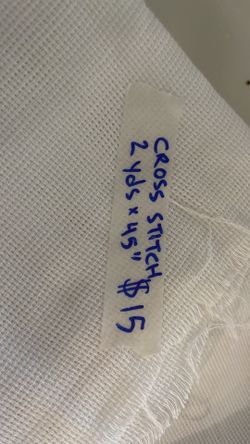 CROSS STITCH
2 yds x 45" $15